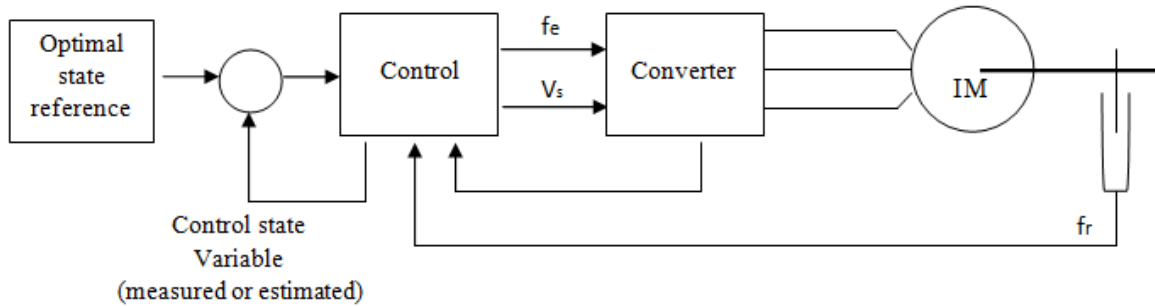 Optimal
state
reference
Control
fe
Vs
Converter
IM
fr
Control state
Variable
(measured or estimated)